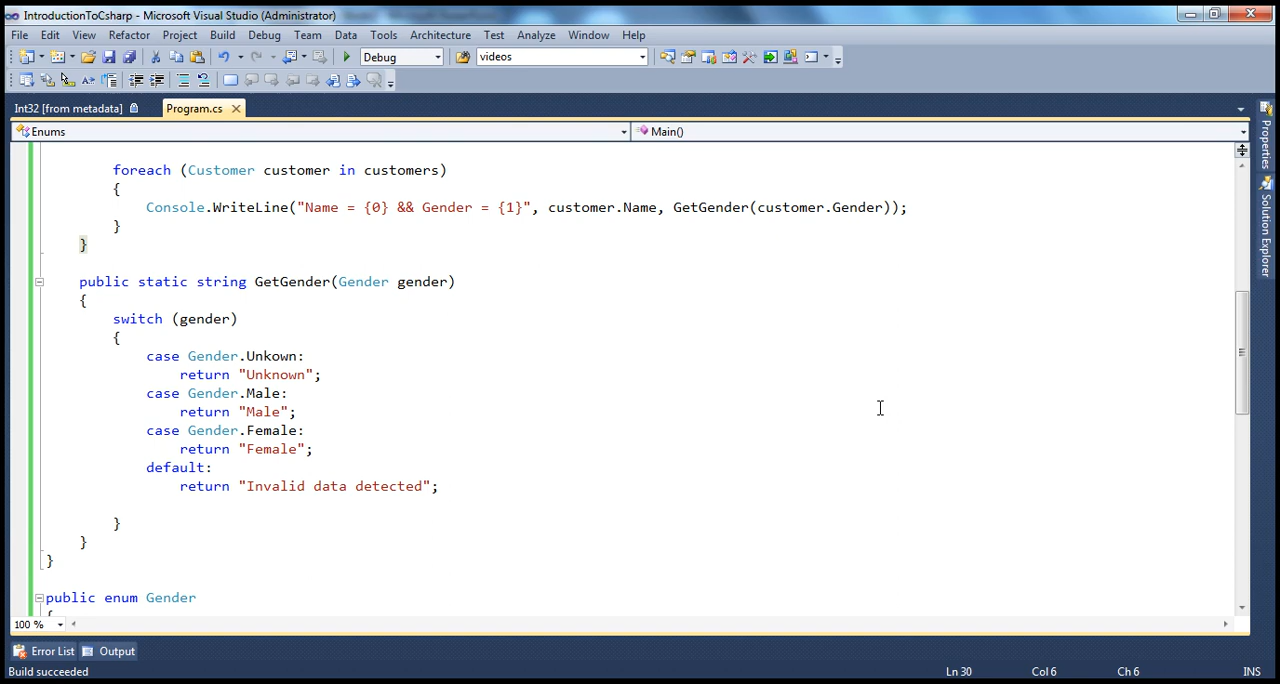 IntroductionToCsharp - Microsoft Visual Studio (Administrator)
File Edit View Refactor Project Build Debug Team Data Tools Architecture Test Analyze Window Help
Debug videos
Int32 [from metadata] Program.cs
Enums Main()
foreach (Customer customer in customers)
{
Console.WriteLine("Name = {0} && Gender = {1}", customer.Name, GetGender(customer.Gender));
}
}
public static string GetGender(Gender gender)
{
switch (gender)
{
case Gender.Unkown:
return "Unknown";
case Gender.Male:
return "Male";
case Gender.Female:
return "Female";
default:
return "Invalid data detected";
}
}
}
public enum Gender
{
100 %
Error List Output
Build succeeded Ln 30 Col 6 Ch 6 INS
Properties
Solution Explorer